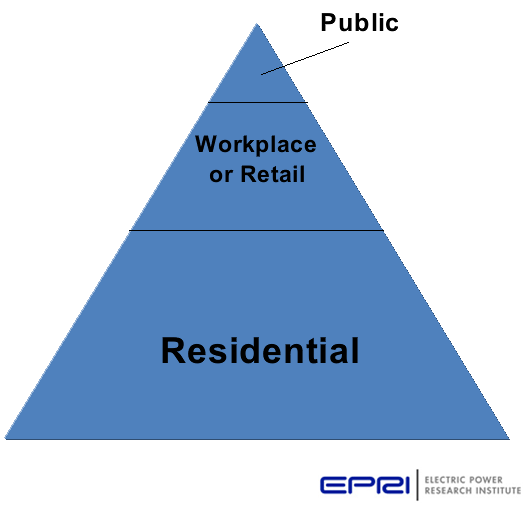 Public
Workplace
or Retail
Residential
EPRI
ELECTRIC POWER
RESEARCH INSTITUTE